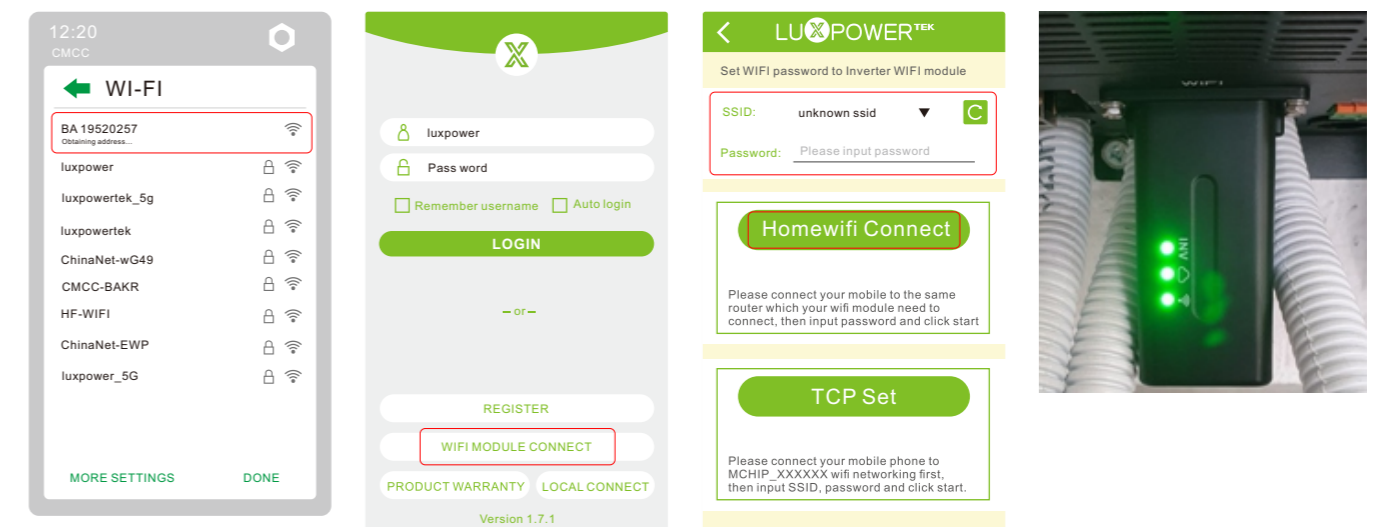 12:20
CMCC
WI-FI
BA 19520257
Obtaining address...
luxpower
luxpowertek_5g
luxpowertek
ChinaNet-wG49
CMCC-BAKR
HF-WIFI
ChinaNet-EWP
luxpower_5G
MORE SETTINGS DONE
luxpower
Pass word
Remember username Auto login
LOGIN
or
REGISTER
WIFI MODULE CONNECT
PRODUCT WARRANTY LOCAL CONNECT
Version 1.7.1
LUXPOWER TEK
Set WIFI password to Inverter WIFI module
SSID: unknown ssid
Password: Please input password
Homewifi Connect
Please connect your mobile to the same
router which your wifi module need to
connect, then input password and click start
TCP Set
Please connect your mobile phone to
MCHIP_XXXXXX wifi networking first,
then input SSID, password and click start.
WIFI
INV